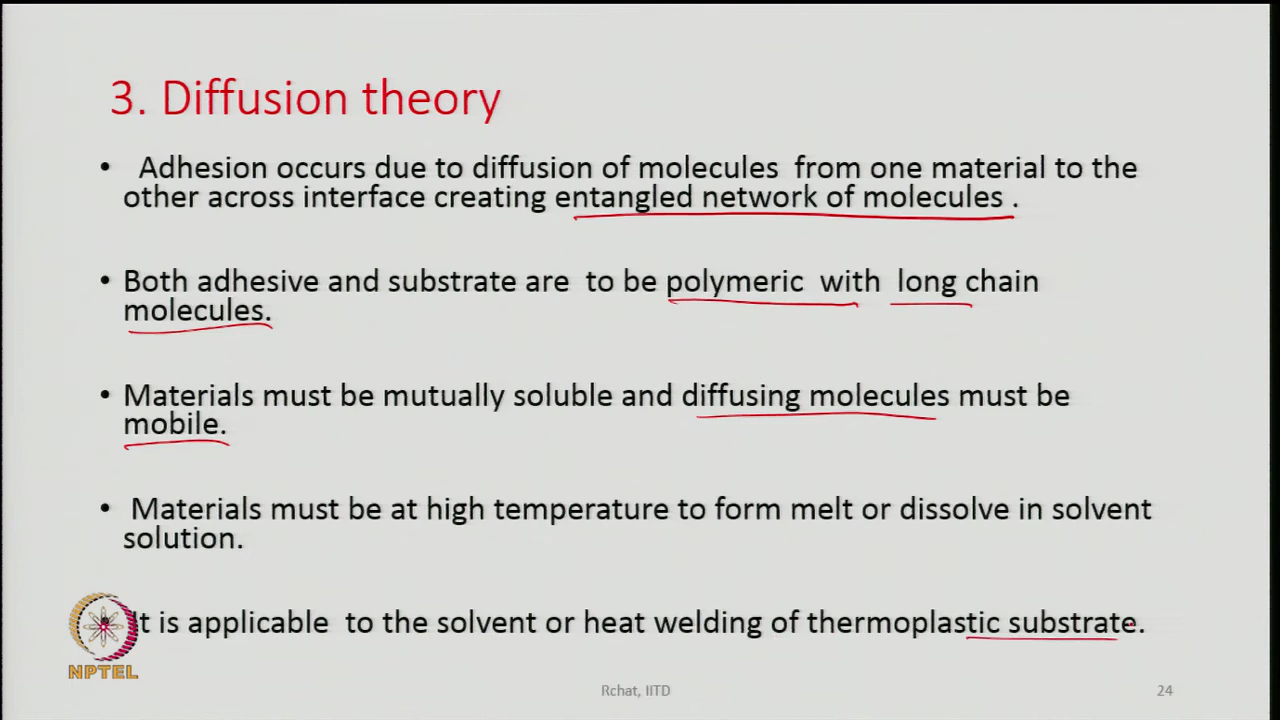 3. Diffusion theory
• Adhesion occurs due to diffusion of molecules from one material to the
other across interface creating entangled network of molecules .
• Both adhesive and substrate are to be polymeric with long chain
molecules.
• Materials must be mutually soluble and diffusing molecules must be
mobile.
• Materials must be at high temperature to form melt or dissolve in solvent
solution.
It is applicable to the solvent or heat welding of thermoplastic substrate.
NPTEL
Rchat, IITD
24